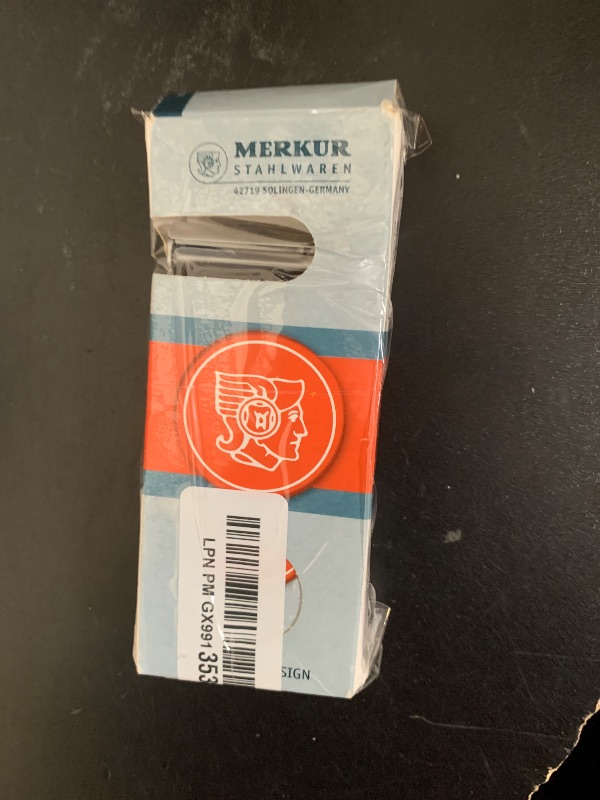 MERKUR
STAHLWAREN
42719 SOLINGEN-GERMANY
LPN PM GX991353
SIGN